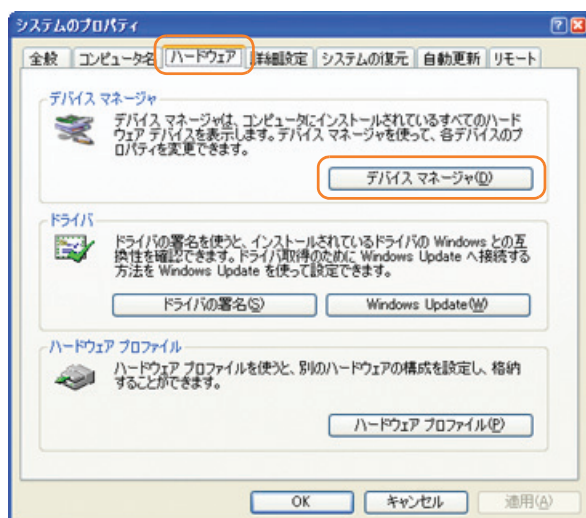 システムのプロパティ
全般 コンピュータ名 ハードウェア 詳細設定 システムの復元 自動更新 リモート
デバイス マネージャ
デバイス マネージャは、コンピュータにインストールされているすべてのハード
ウェア デバイスを表示します。デバイス マネージャを使って、各デバイスのプ
ロパティを変更できます。
デバイス マネージャ(D)
ドライバ
ドライバの署名を使うと、インストールされているドライバの Windows との互
換性を確認できます。ドライバ取得のために Windows Update へ接続する
方法を Windows Update を使って設定できます。
ドライバの署名(S) Windows Update(W)
ハードウェア プロファイル
ハードウェア プロファイルを使うと、別のハードウェアの構成を設定し、格納
することができます。
ハードウェア プロファイル(P)
OK キャンセル 適用(A)